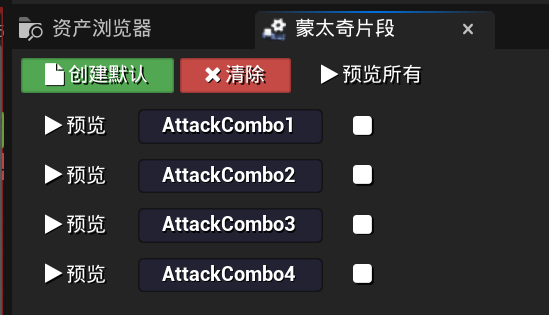 资产浏览器 蒙太奇片段
创建默认 清除 预览所有
预览 AttackCombo1
预览 AttackCombo2
预览 AttackCombo3
预览 AttackCombo4